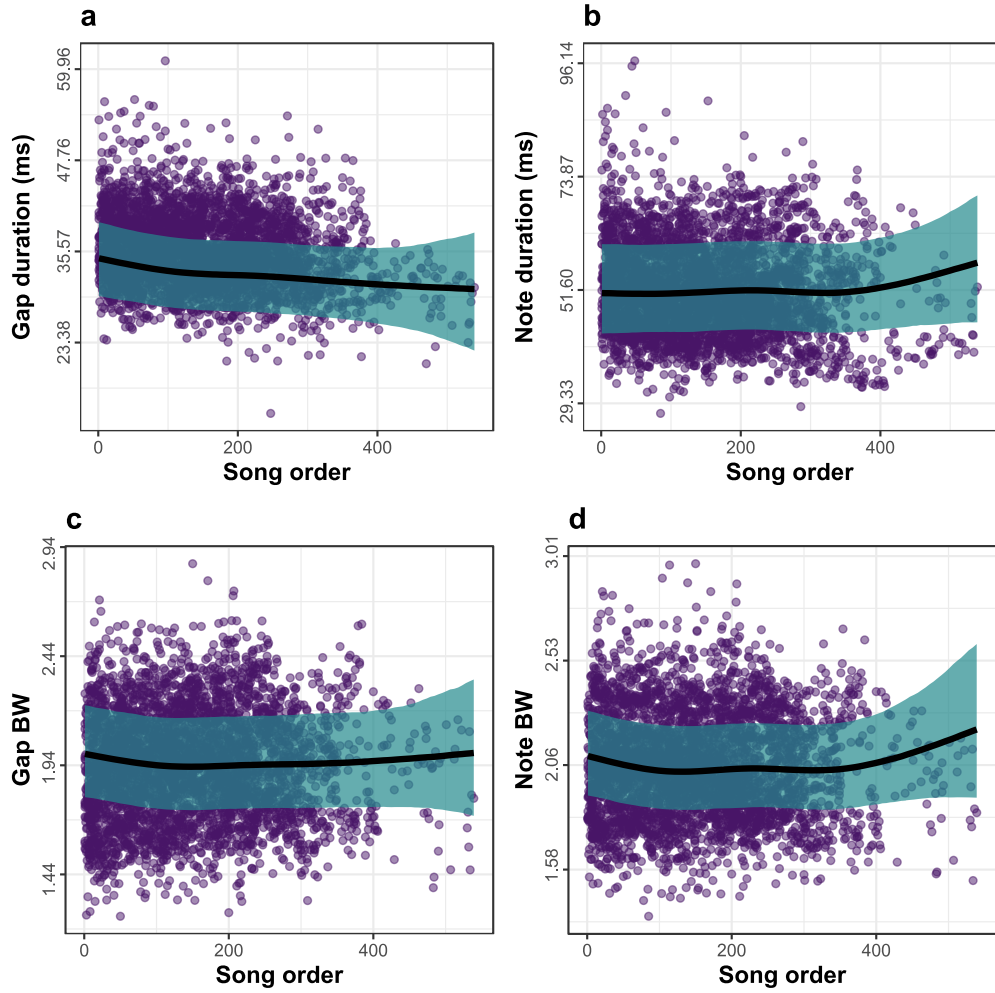 a
59.96
47.76
35.57
23.38
Gap duration (ms)
0 200 400
Song order
b
96.14
73.87
51.60
29.33
Note duration (ms)
0 200 400
Song order
c
2.94
2.44
1.94
1.44
Gap BW
0 200 400
Song order
d
3.01
2.53
2.06
1.58
Note BW
0 200 400
Song order